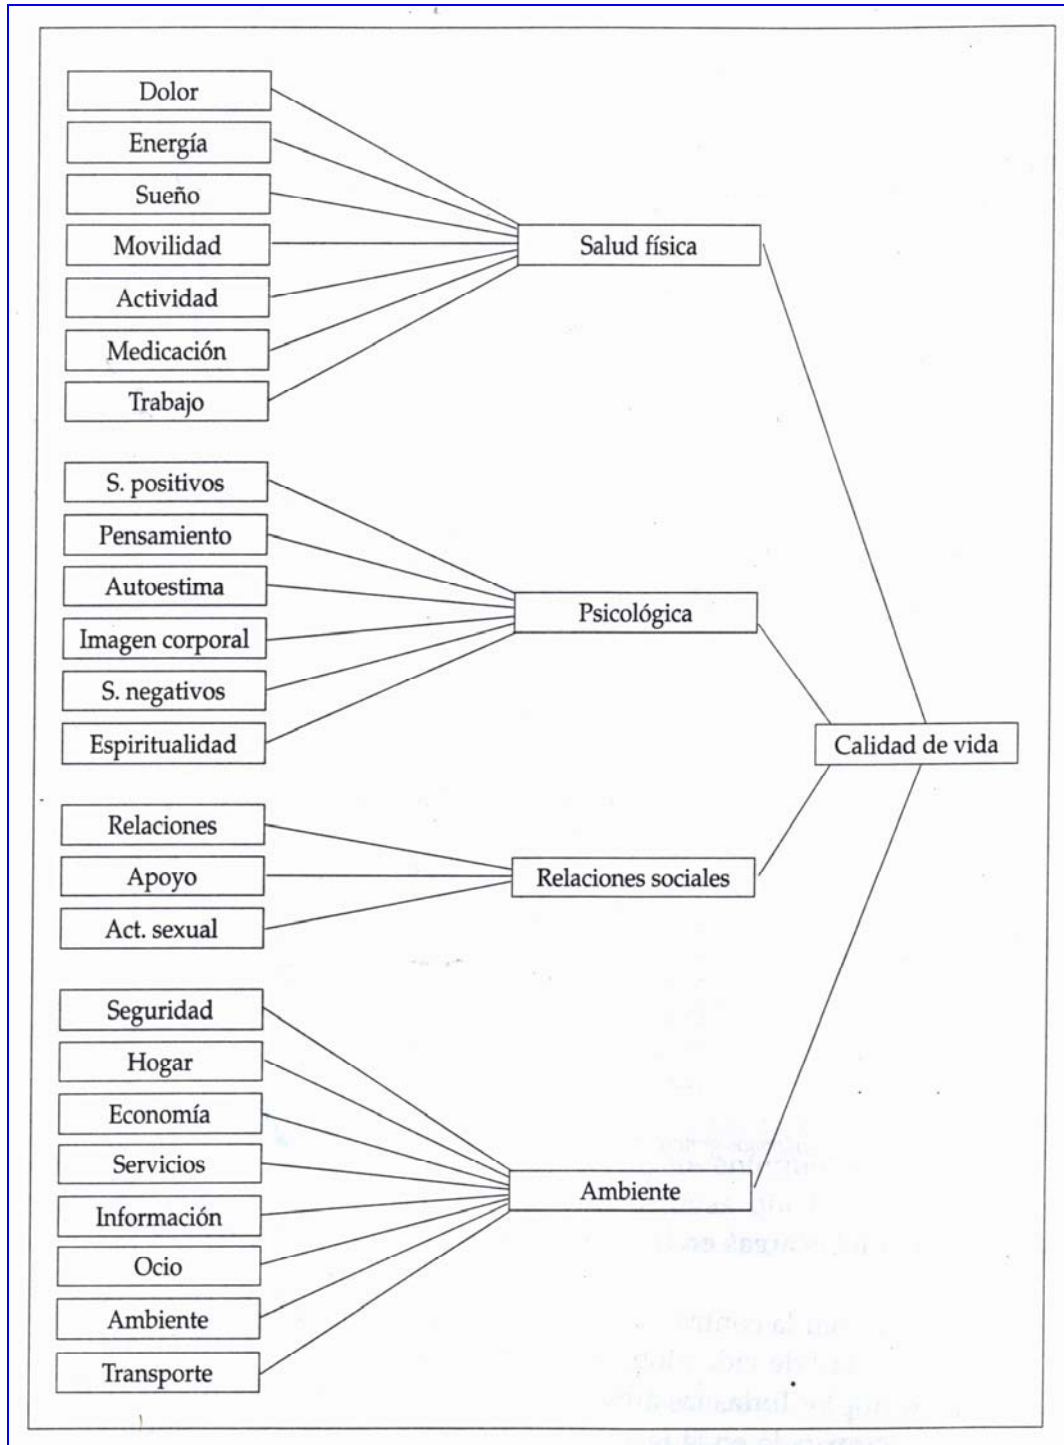 Dolor
Energía
Sueño
Movilidad
Actividad
Medicación
Trabajo
Salud física
S. positivos
Pensamiento
Autoestima
Imagen corporal
S. negativos
Espiritualidad
Psicológica
Calidad de vida
Relaciones
Apoyo
Act. sexual
Relaciones sociales
Seguridad
Hogar
Economía
Servicios
Información
Ocio
Ambiente
Transporte
Ambiente